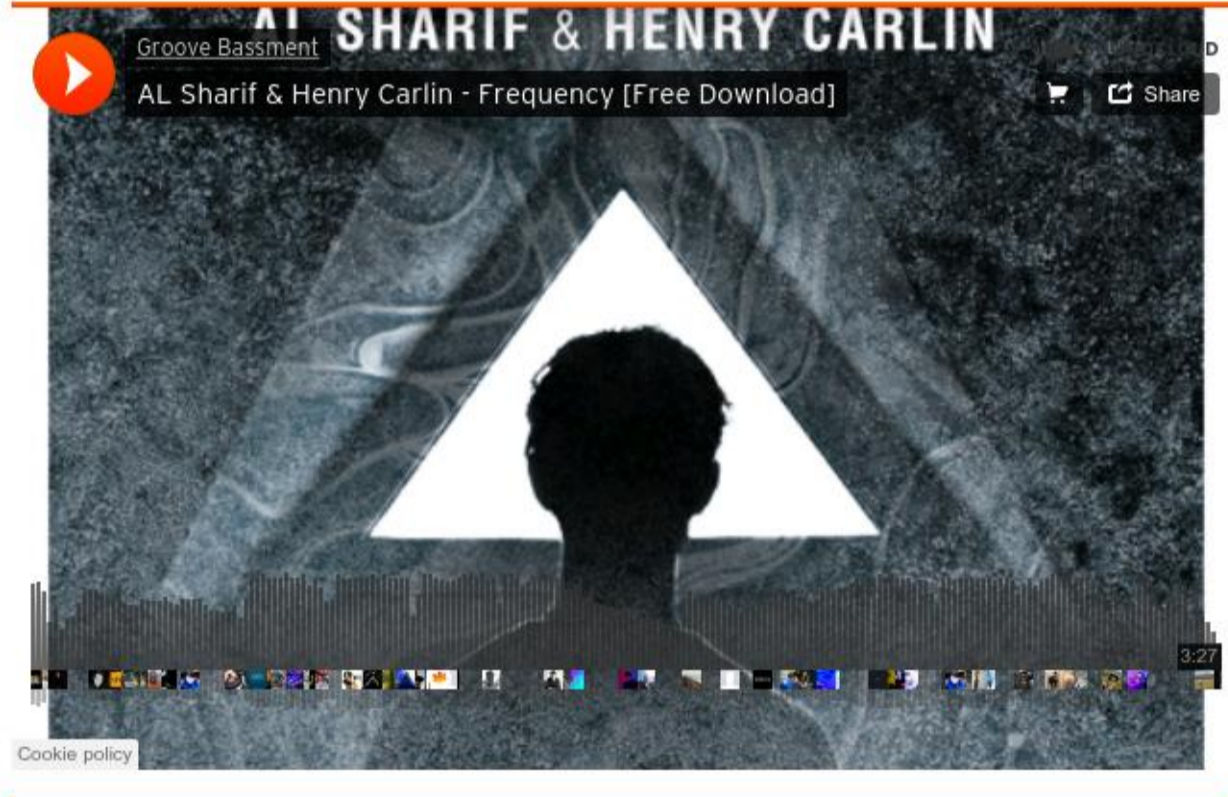 AL SHARIF & HENRY CARLIN
Groove Bassment
AL Sharif & Henry Carlin - Frequency [Free Download]
Share
3:27
Cookie policy